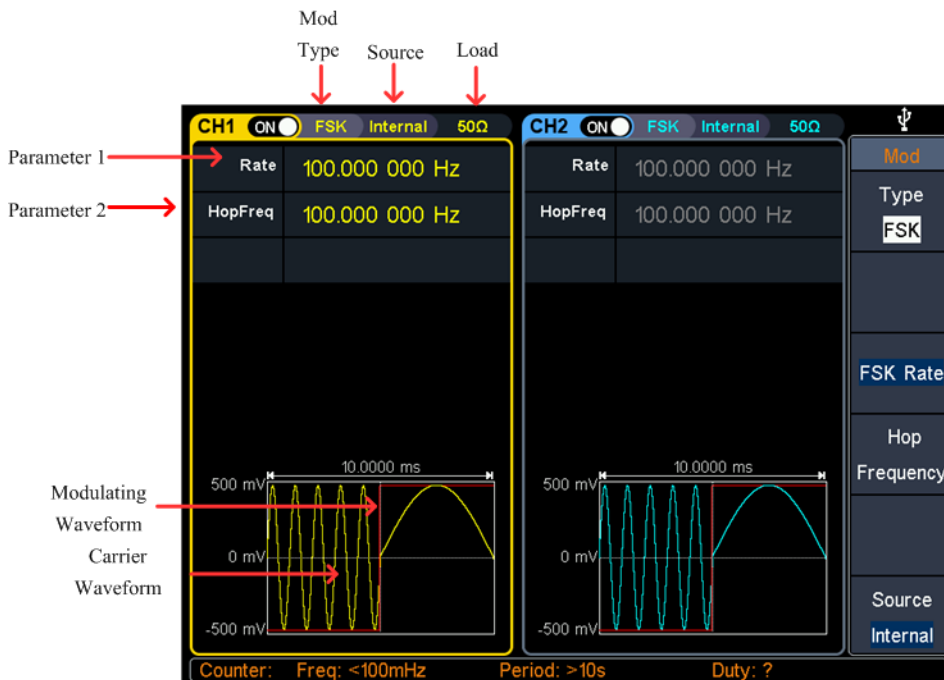 Mod
Type Source Load
CH1 ON FSK Internal 50Ω CH2 ON FSK Internal 50Ω
Mod
Parameter 1 Rate 100.000 000 Hz Rate 100.000 000 Hz
Type
Parameter 2 HopFreq 100.000 000 Hz HopFreq 100.000 000 Hz
FSK
FSK Rate
Hop
Frequency
10.0000 ms 10.0000 ms
500 mV 500 mV
Modulating
Waveform
Carrier 0 mV 0 mV
Waveform
Source
-500 mV -500 mV Internal
Counter: Freq: <100mHz Period: >10s Duty: ?